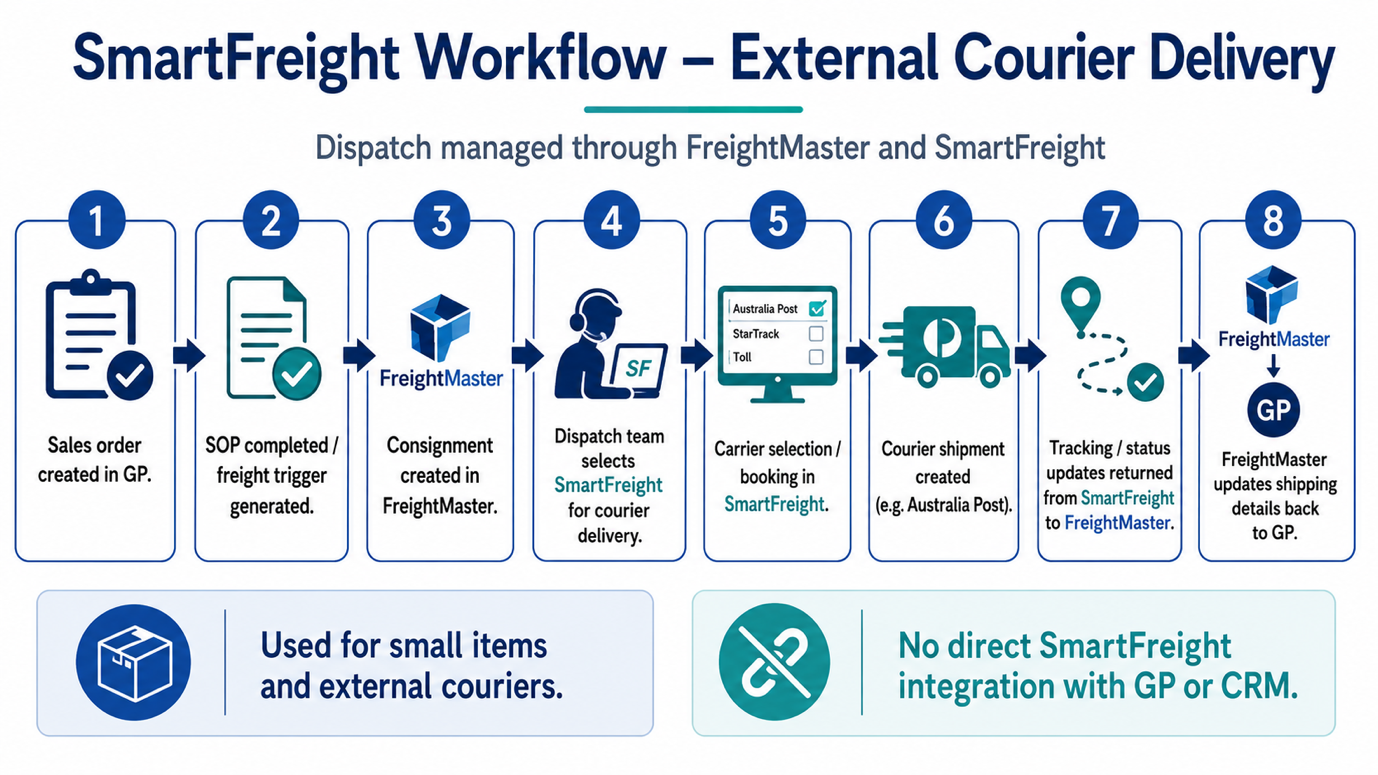 SmartFreight Workflow – External Courier Delivery
Dispatch managed through FreightMaster and SmartFreight
1
Sales order
created in GP.
2
SOP completed /
freight trigger
generated.
3
FreightMaster
Consignment
created in
FreightMaster.
4
SF
Dispatch team
selects
SmartFreight
for courier
delivery.
5
Australia Post
StarTrack
Toll
Carrier selection /
booking in
SmartFreight.
6
Courier shipment
created
(e.g. Australia Post).
7
Tracking / status
updates returned
from SmartFreight
to FreightMaster.
8
FreightMaster
GP
FreightMaster
updates shipping
details back
to GP.
Used for small items
and external couriers.
No direct SmartFreight
integration with GP or CRM.